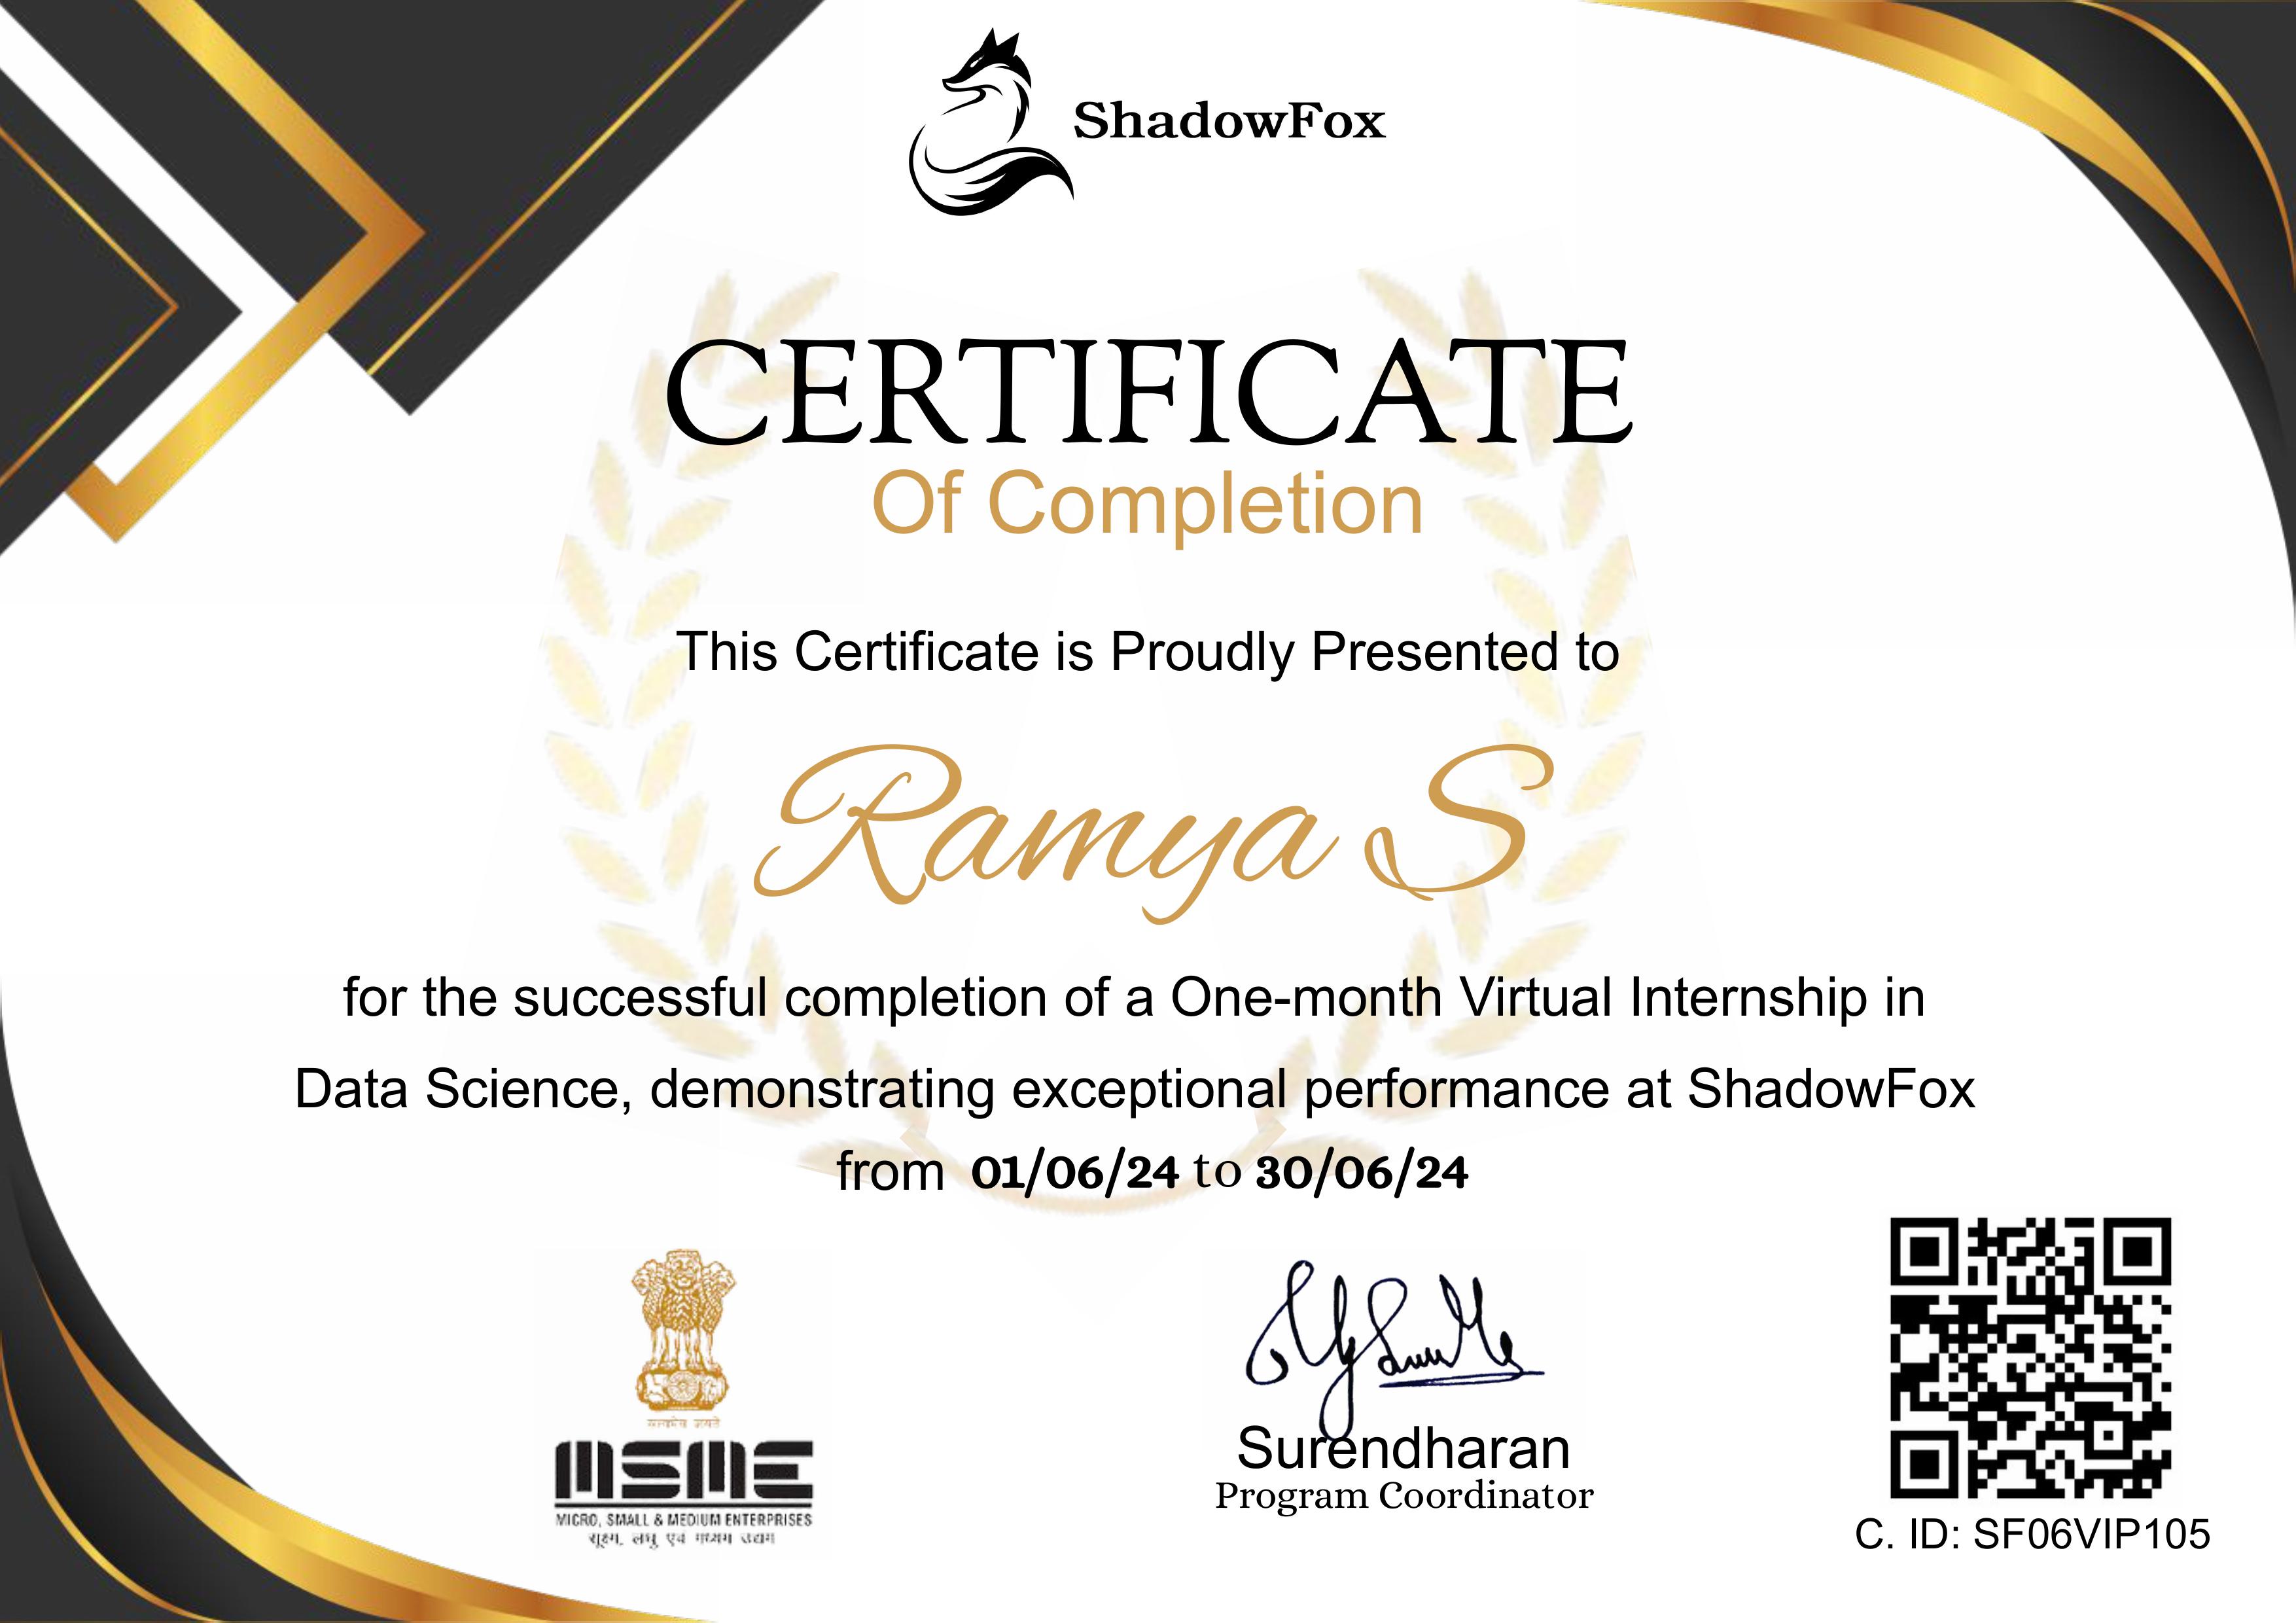 ShadowFox
CERTIFICATE
Of Completion
This Certificate is Proudly Presented to
Ramya S
for the successful completion of a One-month Virtual Internship in
Data Science, demonstrating exceptional performance at ShadowFox
from 01/06/24 to 30/06/24
सत्यमेव जयते
MSME
MICRO, SMALL & MEDIUM ENTERPRISES
सूक्ष्म, लघु एवं मध्यम उद्यम
Surendharan
Program Coordinator
C. ID: SF06VIP105